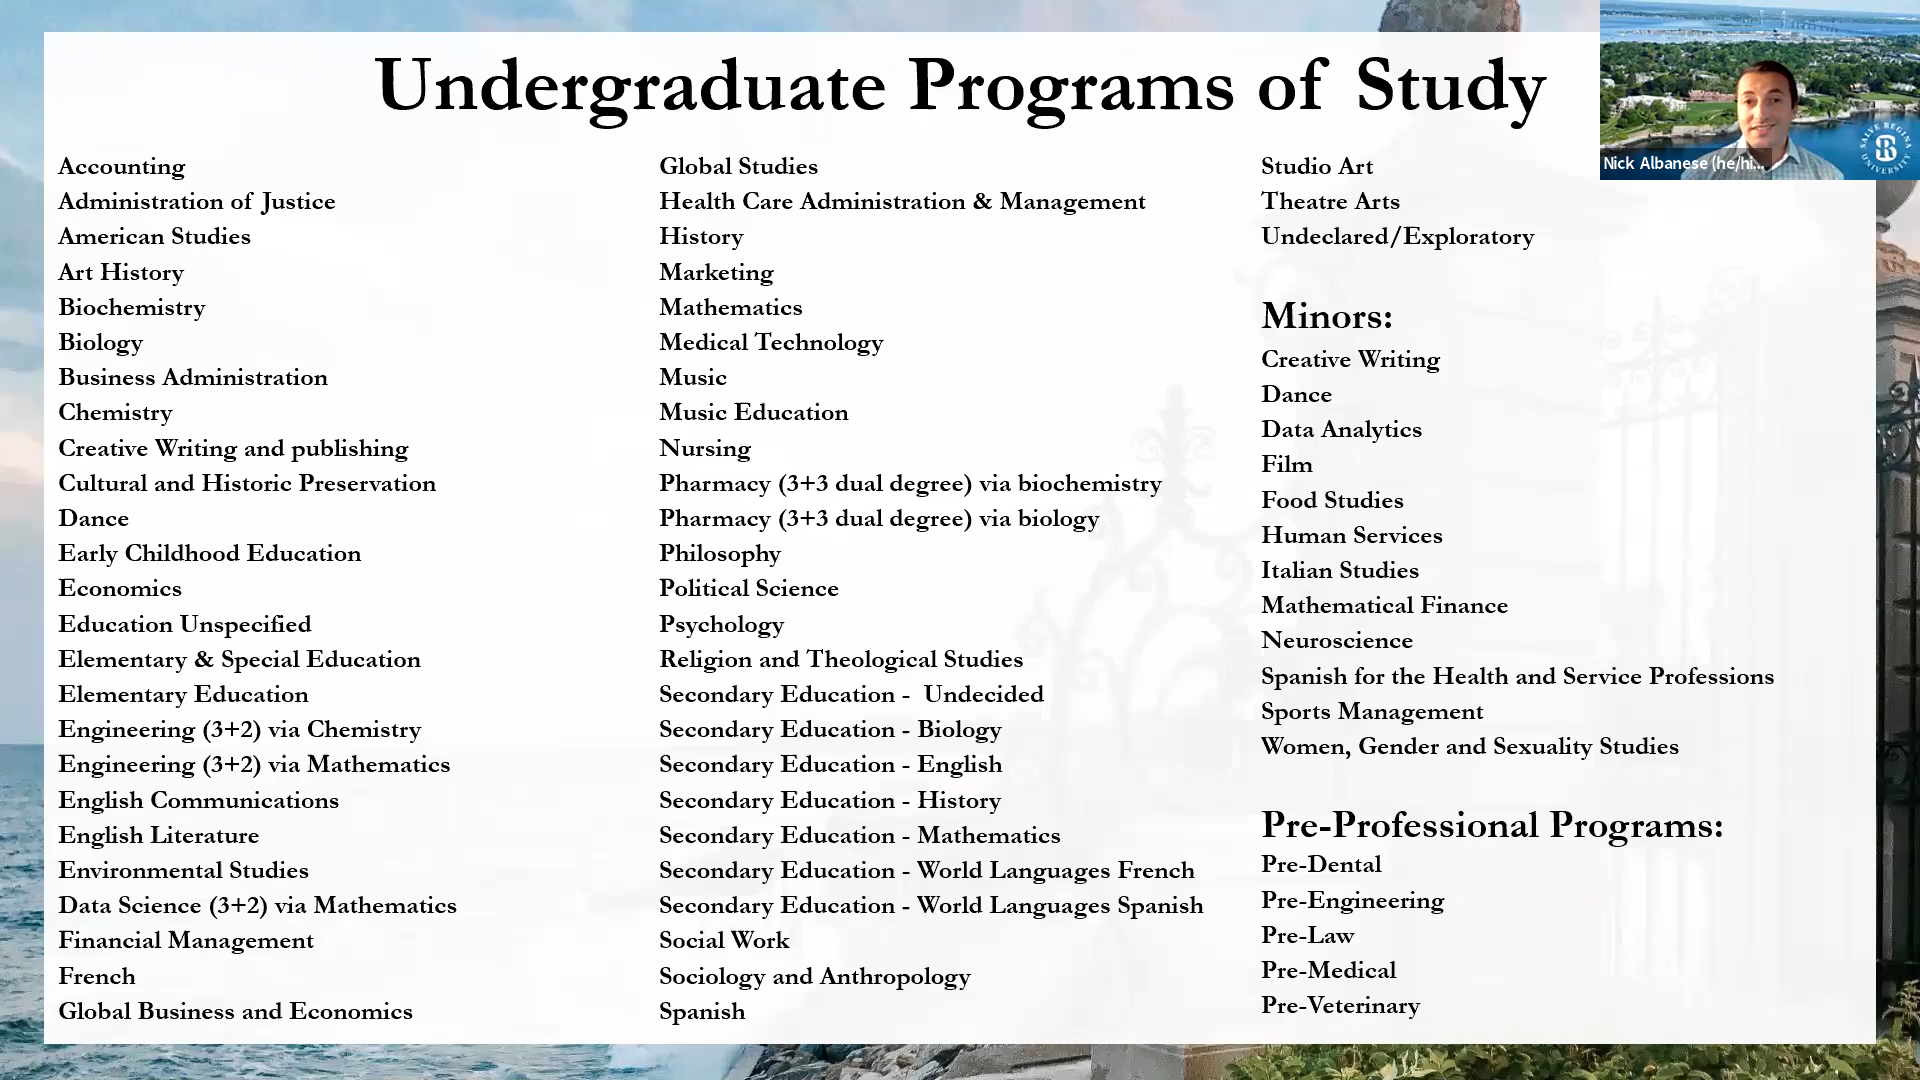 Undergraduate Programs of Study
Accounting
Administration of Justice
American Studies
Art History
Biochemistry
Biology
Business Administration
Chemistry
Creative Writing and publishing
Cultural and Historic Preservation
Dance
Early Childhood Education
Economics
Education Unspecified
Elementary & Special Education
Elementary Education
Engineering (3+2) via Chemistry
Engineering (3+2) via Mathematics
English Communications
English Literature
Environmental Studies
Data Science (3+2) via Mathematics
Financial Management
French
Global Business and Economics
Global Studies
Health Care Administration & Management
History
Marketing
Mathematics
Medical Technology
Music
Music Education
Nursing
Pharmacy (3+3 dual degree) via biochemistry
Pharmacy (3+3 dual degree) via biology
Philosophy
Political Science
Psychology
Religion and Theological Studies
Secondary Education -  Undecided
Secondary Education - Biology
Secondary Education - English
Secondary Education - History
Secondary Education - Mathematics
Secondary Education - World Languages French
Secondary Education - World Languages Spanish
Social Work
Sociology and Anthropology
Spanish
Studio Art
Theatre Arts
Undeclared/Exploratory
Minors:
Creative Writing
Dance
Data Analytics
Film
Food Studies
Human Services
Italian Studies
Mathematical Finance
Neuroscience
Spanish for the Health and Service Professions
Sports Management
Women, Gender and Sexuality Studies
Pre-Professional Programs:
Pre-Dental
Pre-Engineering
Pre-Law
Pre-Medical
Pre-Veterinary
Nick Albanese (he/hi...
SALVE REGINA
UNIVERSITY